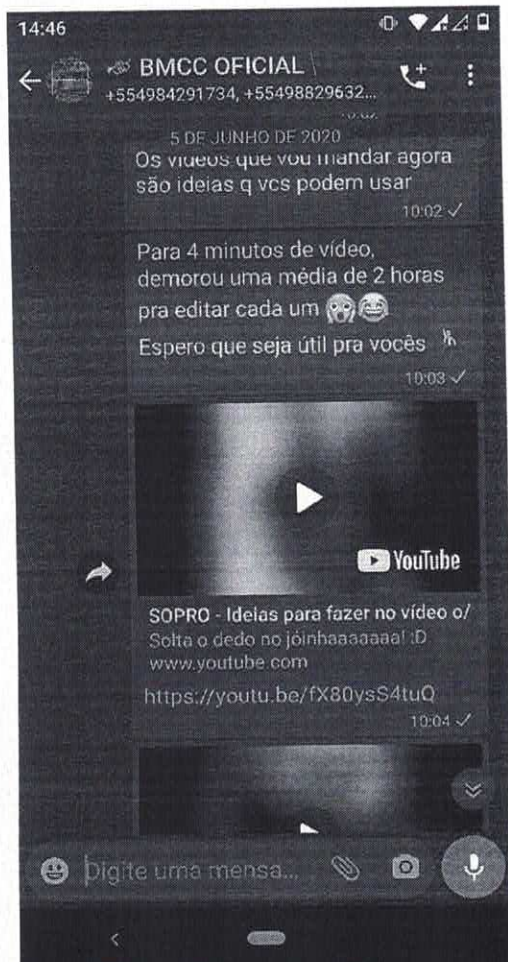 14:46
BMCC OFICIAL
+554984291734, +55498829632...
5 DE JUNHO DE 2020
Os vídeos que vou mandar agora
são ideias q vcs podem usar
10:02
Para 4 minutos de vídeo,
demorou uma média de 2 horas
pra editar cada um
Espero que seja útil pra vocês
10:03
YouTube
SOPRO - Ideias para fazer no vídeo o/
Solta o dedo no jóinhaaaaaaa! :D
www.youtube.com
https://youtu.be/fX80ysS4tuQ
10:04
Digite uma mensa...